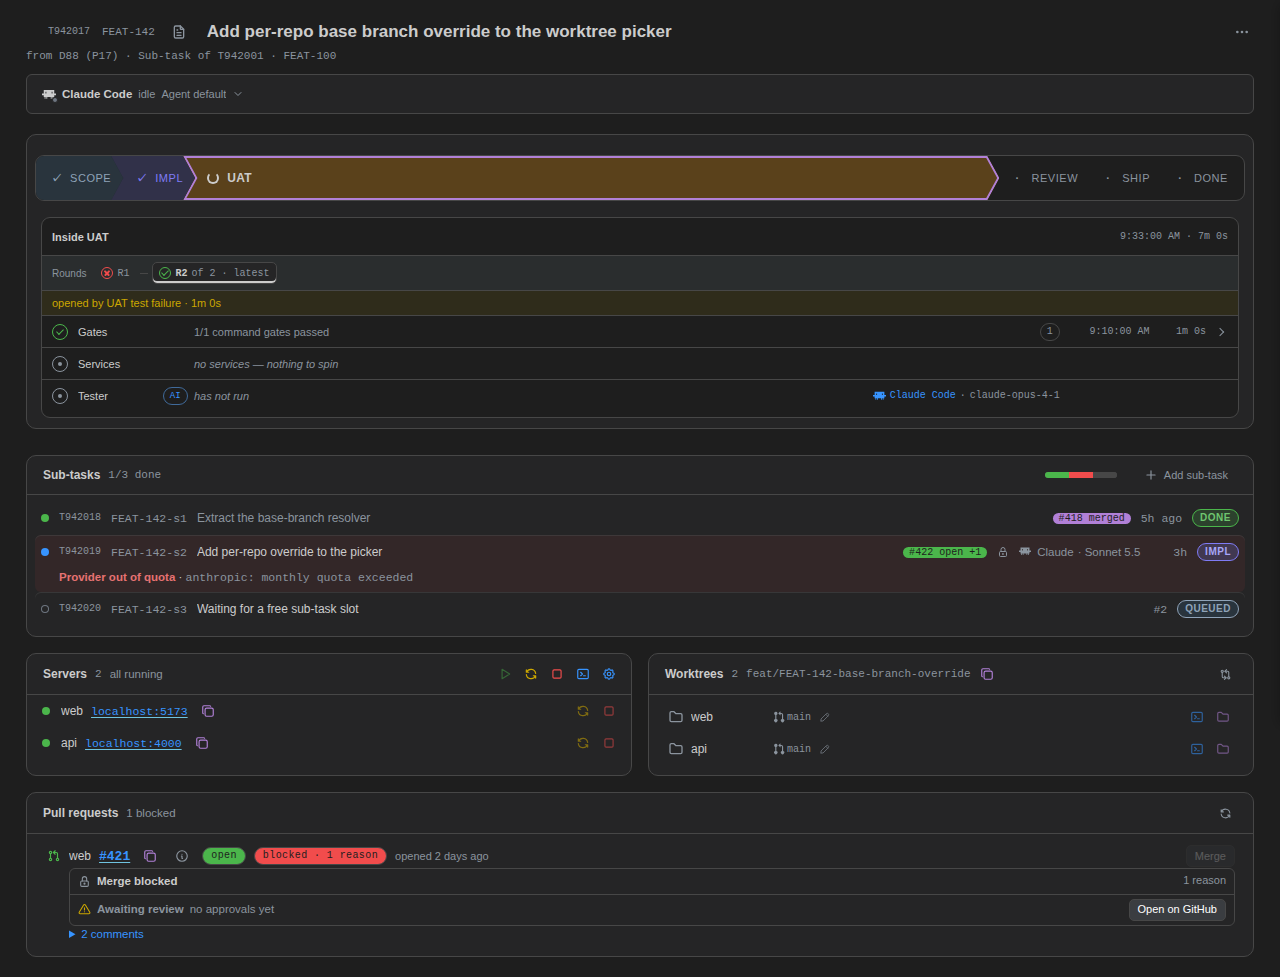 T942017 FEAT-142 Add per-repo base branch override to the worktree picker
from D88 (P17) · Sub-task of T942001 · FEAT-100
Claude Code idle Agent default
SCOPE IMPL UAT · REVIEW · SHIP · DONE
Inside UAT 9:33:00 AM · 7m 0s
Rounds R1 — R2 of 2 · latest
opened by UAT test failure · 1m 0s
Gates 1/1 command gates passed 1 9:10:00 AM 1m 0s
Services no services — nothing to spin
Tester AI has not run Claude Code · claude-opus-4-1
Sub-tasks 1/3 done Add sub-task
T942018 FEAT-142-s1 Extract the base-branch resolver #418 merged 5h ago DONE
T942019 FEAT-142-s2 Add per-repo override to the picker #422 open +1 Claude · Sonnet 5.5 3h IMPL
Provider out of quota · anthropic: monthly quota exceeded
T942020 FEAT-142-s3 Waiting for a free sub-task slot #2 QUEUED
Servers 2 all running
web localhost:5173
api localhost:4000
Worktrees 2 feat/FEAT-142-base-branch-override
web main
api main
Pull requests 1 blocked
web #421 open blocked · 1 reason opened 2 days ago Merge
Merge blocked 1 reason
Awaiting review no approvals yet Open on GitHub
2 comments